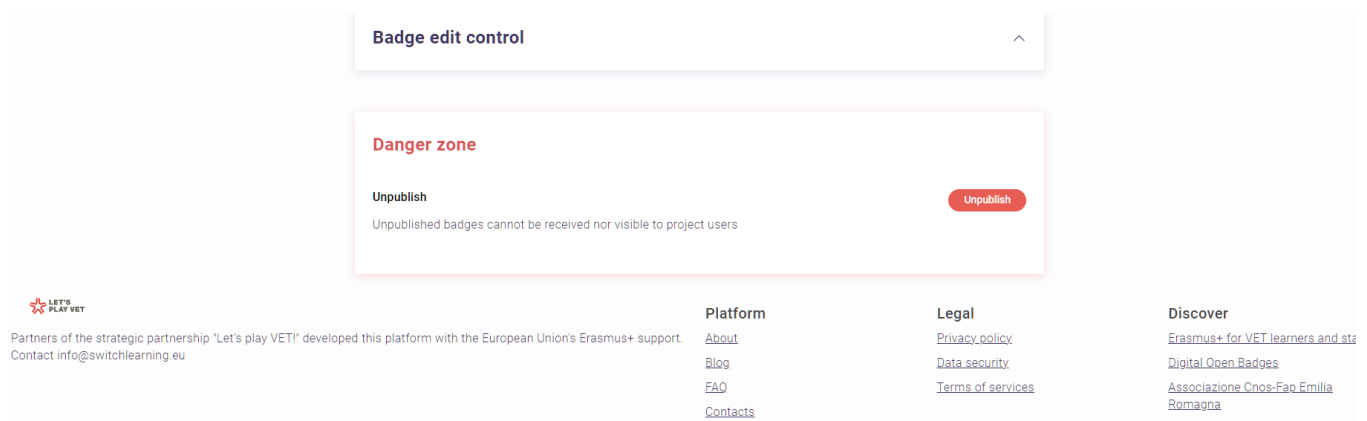 Badge edit control
Danger zone
Unpublish
Unpublish
Unpublished badges cannot be received nor visible to project users
LET'S
PLAY VET
Partners of the strategic partnership "Let's play VET!" developed this platform with the European Union's Erasmus+ support.
Contact info@switchlearning.eu
Platform
About
Blog
FAQ
Contacts
Legal
Privacy policy
Data security
Terms of services
Discover
Erasmus+ for VET learners and sta
Digital Open Badges
Associazione Cnos-Fap Emilia
Romagna